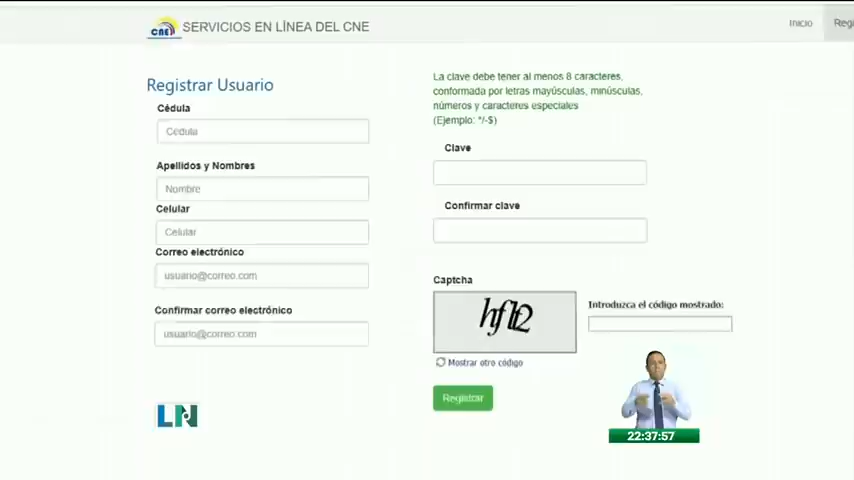 CNE
SERVICIOS EN LÍNEA DEL CNE
INICIO
Regi
Registrar Usuario
Cédula
Cédula
Apellidos y Nombres
Nombre
Celular
Celular
Correo electrónico
usuario@correo.com
Confirmar correo electrónico
usuario@correo.com
La clave debe tener al menos 8 caracteres,
conformada por letras mayúsculas, minúsculas,
números y caracteres especiales
(Ejemplo: */-$)
Clave
Confirmar clave
Captcha
Introduzca el código mostrado:
Mostrar otro código
Registrar
LN
22:37:57